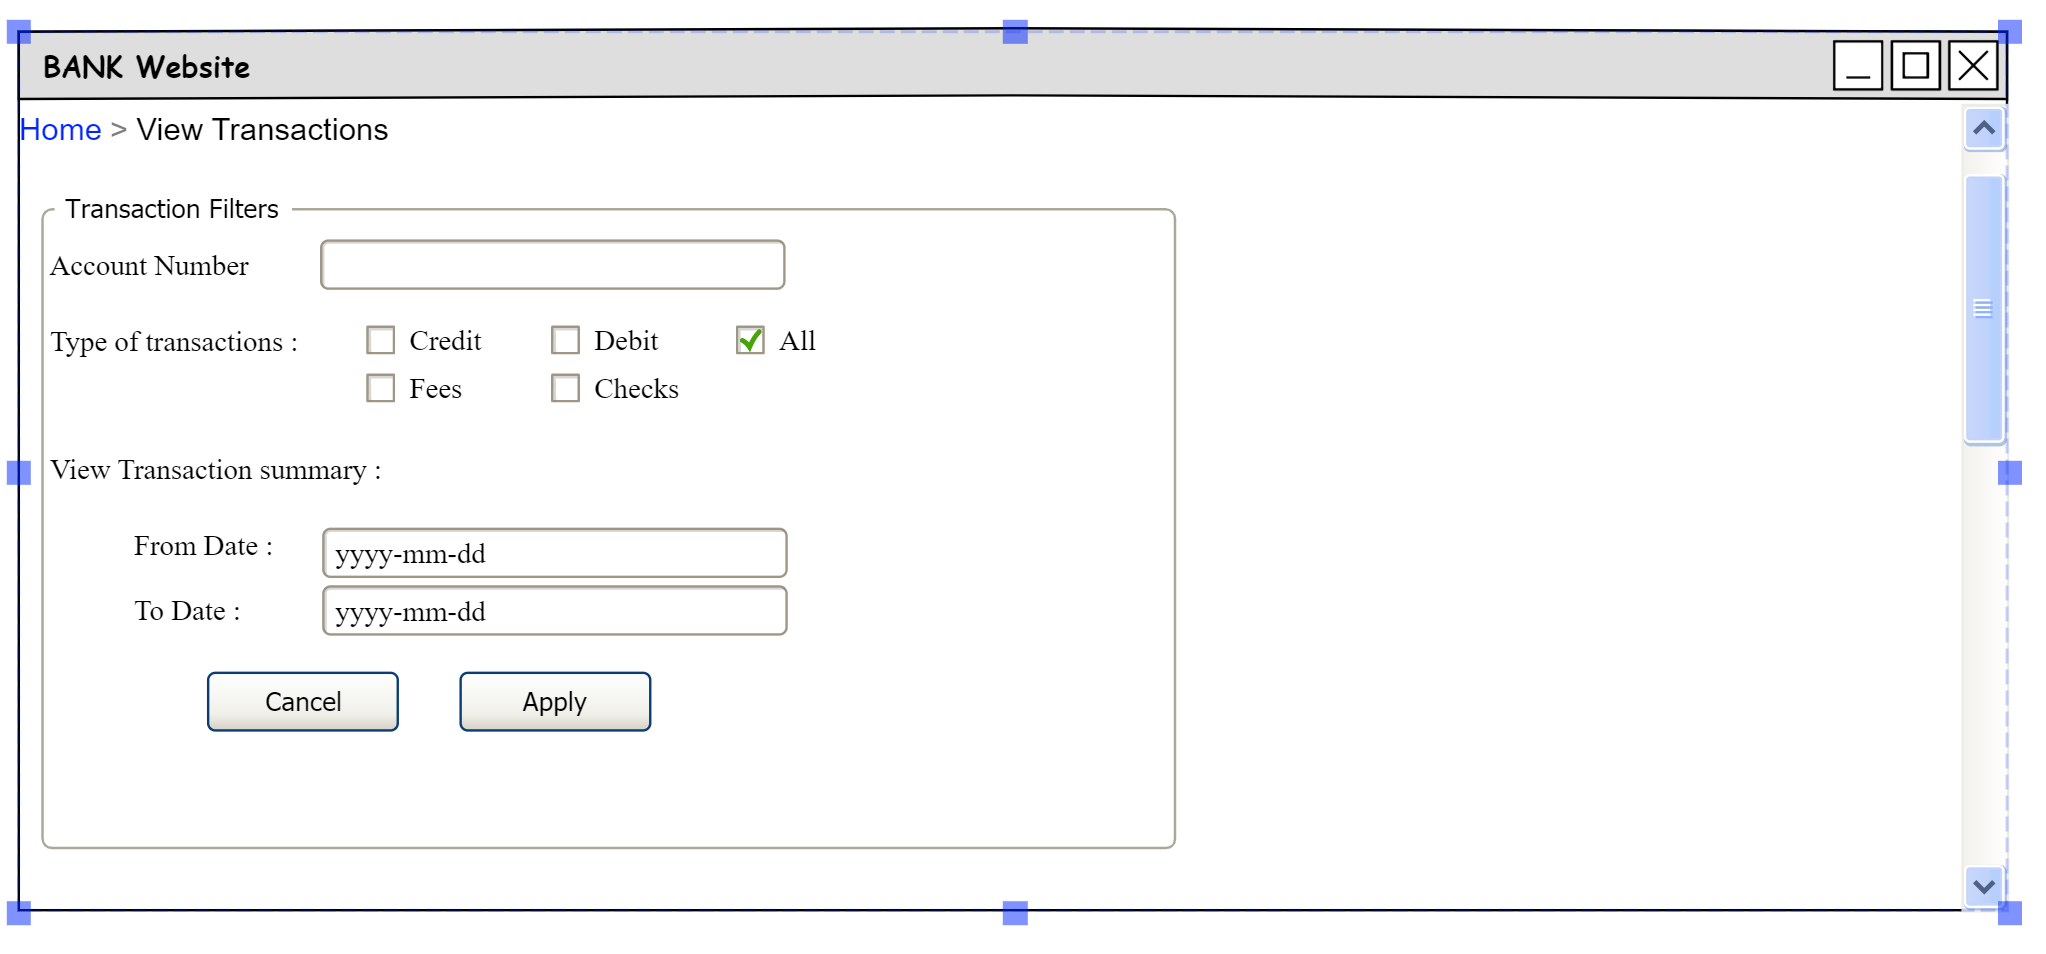 BANK Website
Home > View Transactions
Transaction Filters
Account Number
Type of transactions : Credit Debit All
Fees Checks
View Transaction summary :
From Date : yyyy-mm-dd
To Date : yyyy-mm-dd
Cancel Apply